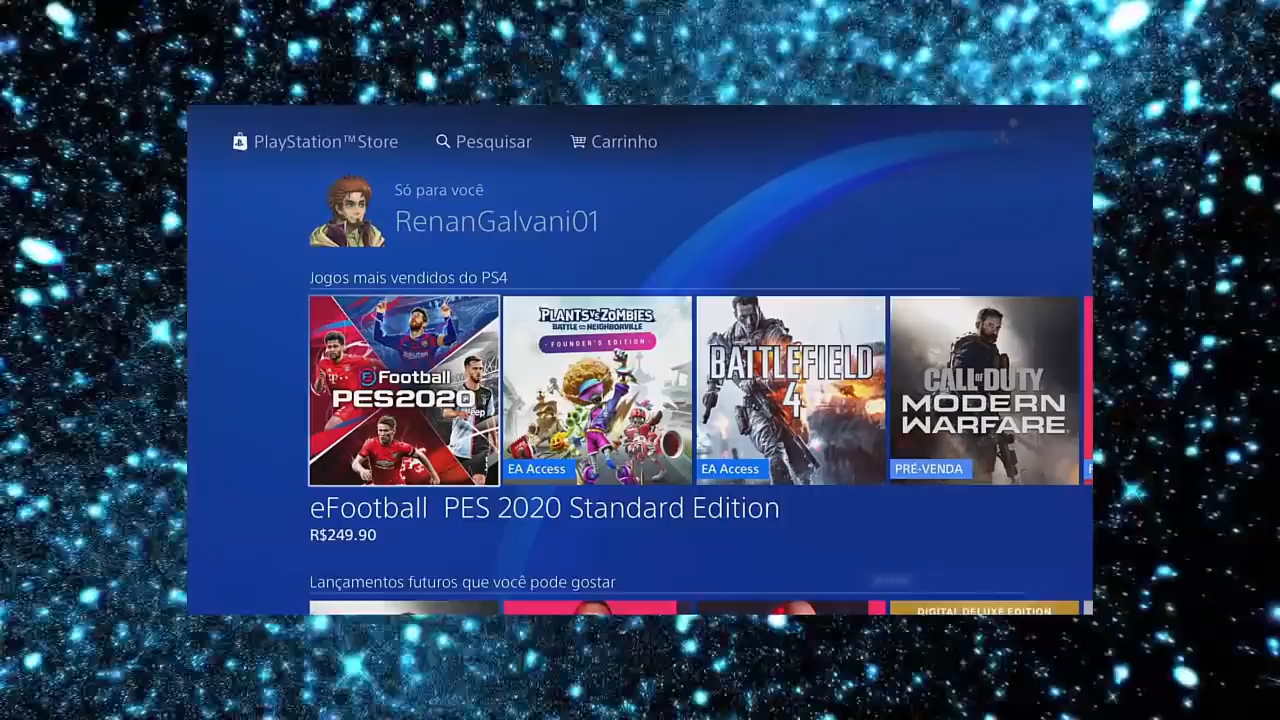 PlayStation™Store Pesquisar Carrinho
Só para você
RenanGalvani01
Jogos mais vendidos do PS4
Rakuten
eFootball
PES2020
Jeep
PLANTS vs. ZOMBIES
BATTLE FOR NEIGHBORVILLE
FOUNDER'S EDITION
EA Access
BATTLEFIELD
4
EA Access
CALL OF DUTY
MODERN
WARFARE
PRÉ-VENDA
eFootball PES 2020 Standard Edition
R$249.90
Lançamentos futuros que você pode gostar
DIGITAL DELUXE EDITION